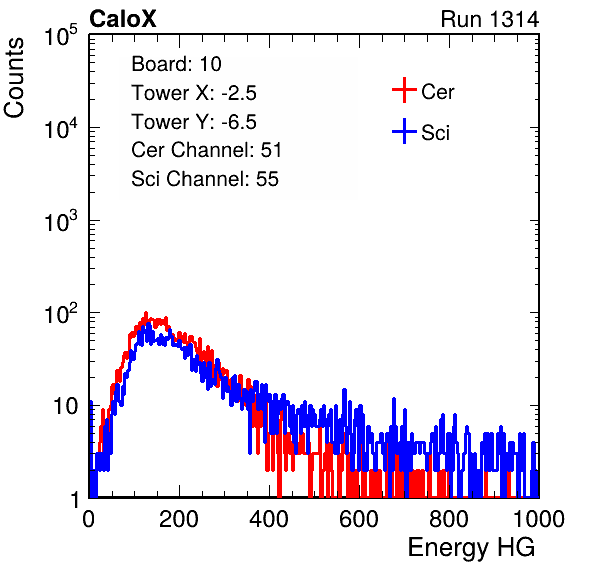 CaloX Run 1314
Counts
10^5
10^4
10^3
10^2
10
1
Board: 10
Tower X: -2.5
Tower Y: -6.5
Cer Channel: 51
Sci Channel: 55
Cer
Sci
0 200 400 600 800 1000
Energy HG